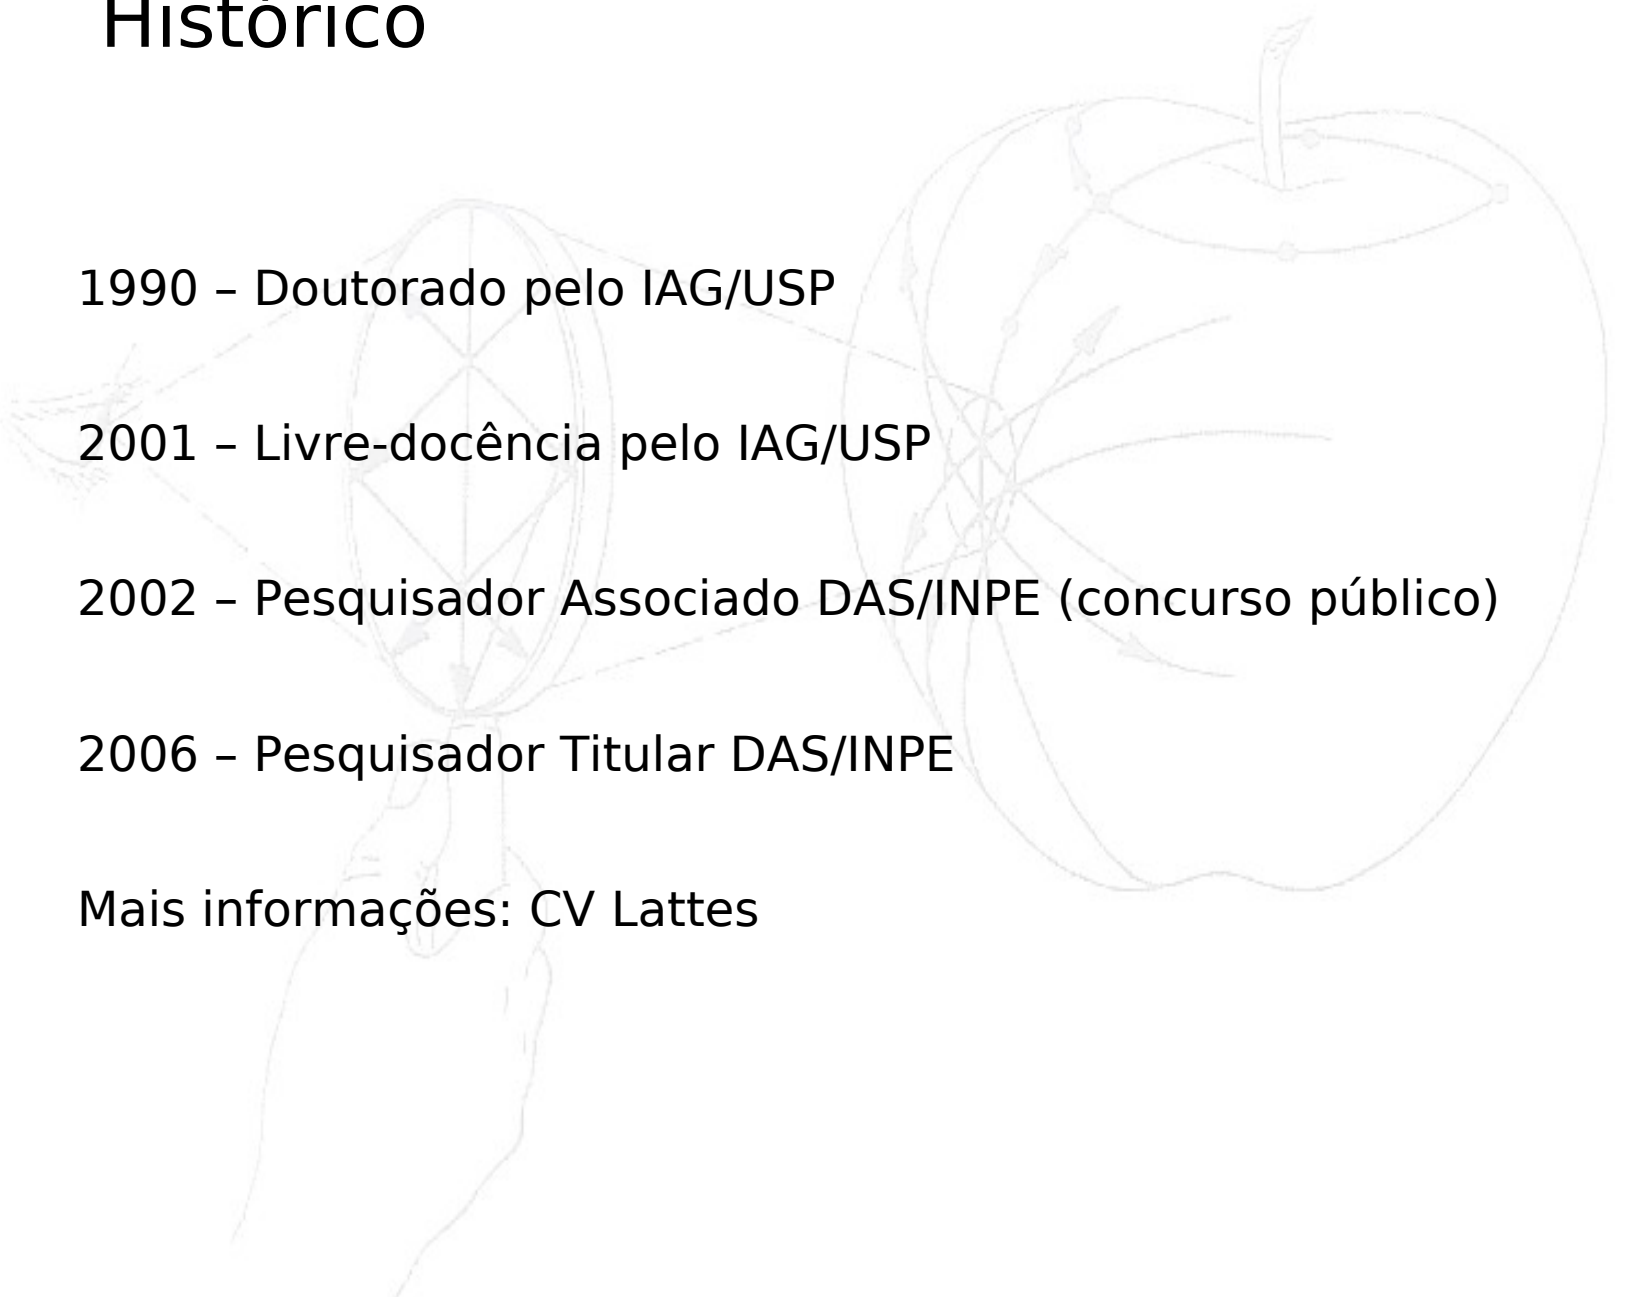 Histórico
1990 – Doutorado pelo IAG/USP
2001 – Livre-docência pelo IAG/USP
2002 – Pesquisador Associado DAS/INPE (concurso público)
2006 – Pesquisador Titular DAS/INPE
Mais informações: CV Lattes